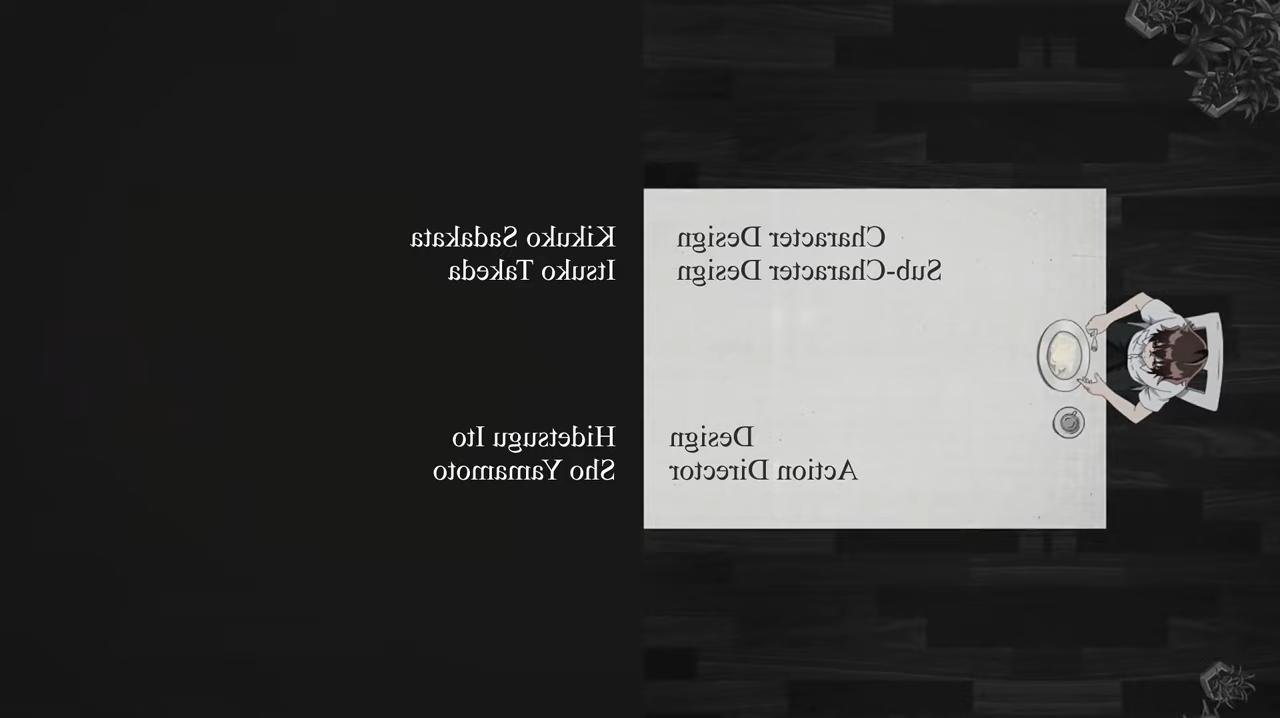 Character Design Kikuko Sadakata
Sub-Character Design Itsuko Takeda
Design Hidetsugu Ito
Action Director Sho Yamamoto